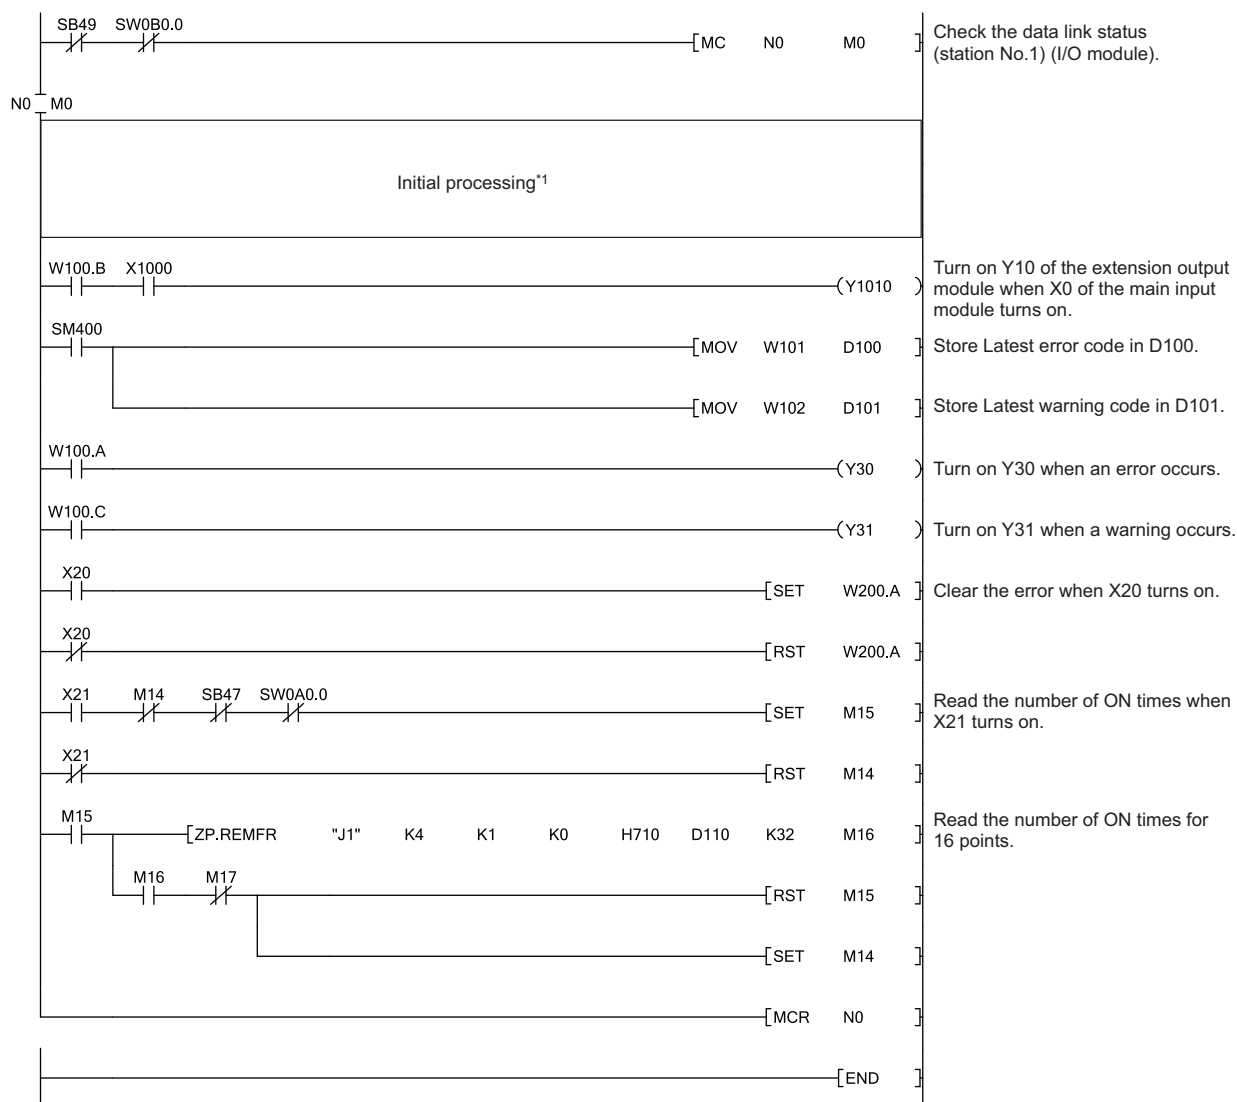 SB49 SW0B0.0
MC N0 M0
Check the data link status
(station No.1) (I/O module).
N0 M0
Initial processing*1
W100.B X1000
Y1010
Turn on Y10 of the extension output
module when X0 of the main input
module turns on.
SM400
MOV W101 D100
Store Latest error code in D100.
MOV W102 D101
Store Latest warning code in D101.
W100.A
Y30
Turn on Y30 when an error occurs.
W100.C
Y31
Turn on Y31 when a warning occurs.
X20
SET W200.A
Clear the error when X20 turns on.
X20
RST W200.A
X21 M14 SB47 SW0A0.0
SET M15
Read the number of ON times when
X21 turns on.
X21
RST M14
M15
ZP.REMFR "J1" K4 K1 K0 H710 D110 K32 M16
Read the number of ON times for
16 points.
M16 M17
RST M15
SET M14
MCR N0
END